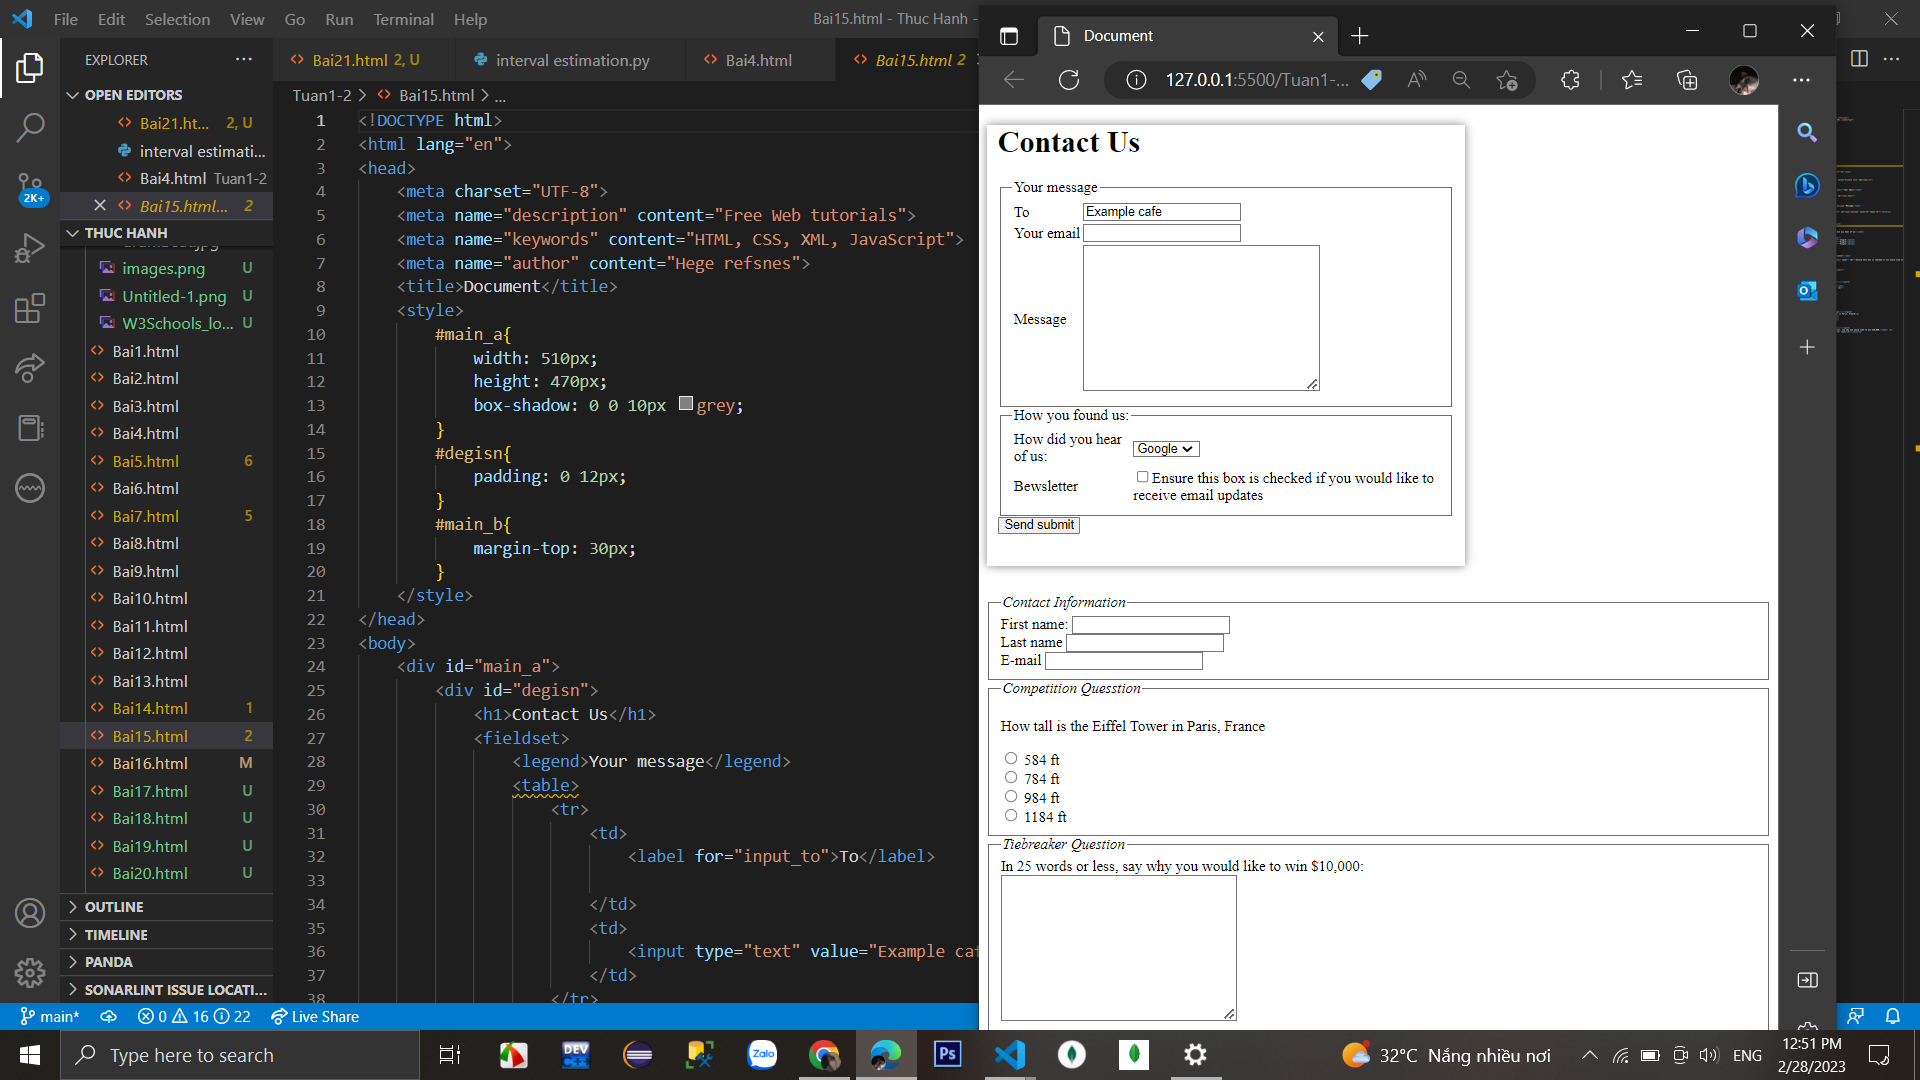 File Edit Selection View Go Run Terminal Help
Bai15.html - Thuc Hanh -
EXPLORER
OPEN EDITORS
Bai21.ht... 2, U
interval estimati...
Bai4.html Tuan1-2
Bai15.html... 2
2K+
THUC HANH
images.png U
Untitled-1.png U
W3Schools_lo... U
Bai1.html
Bai2.html
Bai3.html
Bai4.html
Bai5.html 6
Bai6.html
Bai7.html 5
Bai8.html
Bai9.html
Bai10.html
Bai11.html
Bai12.html
Bai13.html
Bai14.html 1
Bai15.html 2
Bai16.html M
Bai17.html U
Bai18.html U
Bai19.html U
Bai20.html U
OUTLINE
TIMELINE
PANDA
SONARLINT ISSUE LOCATI...
Bai21.html 2, U
interval estimation.py
Bai4.html
Bai15.html 2
Tuan1-2 > Bai15.html > ...
1 <!DOCTYPE html>
2 <html lang="en">
3 <head>
4 <meta charset="UTF-8">
5 <meta name="description" content="Free Web tutorials">
6 <meta name="keywords" content="HTML, CSS, XML, JavaScript">
7 <meta name="author" content="Hege refsnes">
8 <title>Document</title>
9 <style>
10 #main_a{
11 width: 510px;
12 height: 470px;
13 box-shadow: 0 0 10px grey;
14 }
15 #degisn{
16 padding: 0 12px;
17 }
18 #main_b{
19 margin-top: 30px;
20 }
21 </style>
22 </head>
23 <body>
24 <div id="main_a">
25 <div id="degisn">
26 <h1>Contact Us</h1>
27 <fieldset>
28 <legend>Your message</legend>
29 <table>
30 <tr>
31 <td>
32 <label for="input_to">To</label>
33
34 </td>
35 <td>
36 <input type="text" value="Example caf
37 </td>
38 </tr>
main* 0 16 22 Live Share
Document
127.0.0.1:5500/Tuan1-...
Contact Us
Your message
To Example cafe
Your email
Message
How you found us:
How did you hear
of us: Google
Bewsletter Ensure this box is checked if you would like to
receive email updates
Send submit
Contact Information
First name:
Last name
E-mail
Competition Quesstion
How tall is the Eiffel Tower in Paris, France
584 ft
784 ft
984 ft
1184 ft
Tiebreaker Question
In 25 words or less, say why you would like to win $10,000:
Type here to search
DEV C++
Zalo
Ps
32°C Nắng nhiều nơi
ENG
12:51 PM
2/28/2023